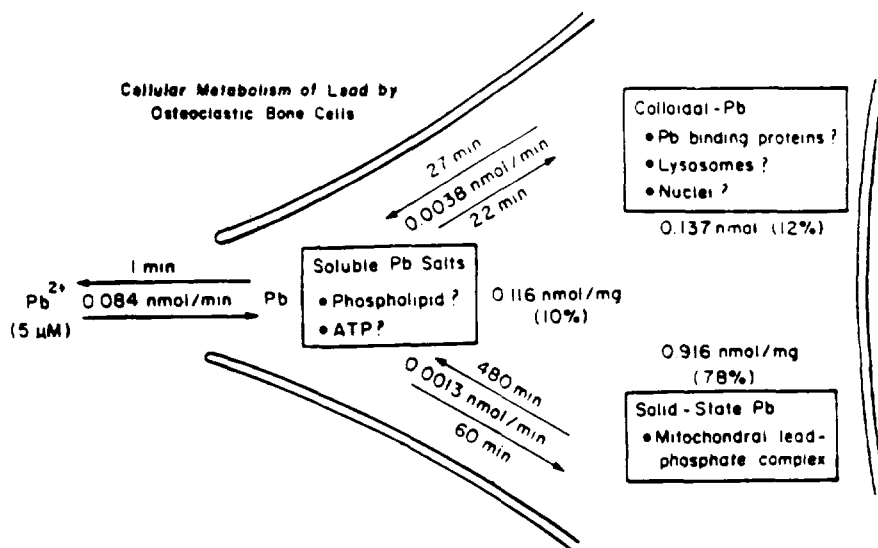 Cellular Metabolism of Lead by
Osteoclastic Bone Cells
27 min
0.0038 nmol/min
22 min
Colloidal-Pb
• Pb binding proteins?
• Lysosomes?
• Nuclei?
0.137 nmol (12%)
1 min
Pb2+
0.084 nmol/min
(5 µM)
Pb
Soluble Pb Salts
• Phospholipid?
• ATP?
0.116 nmol/mg
(10%)
480 min
0.0013 nmol/min
60 min
0.916 nmol/mg
(78%)
Solid-State Pb
• Mitochondral lead-
phosphate complex